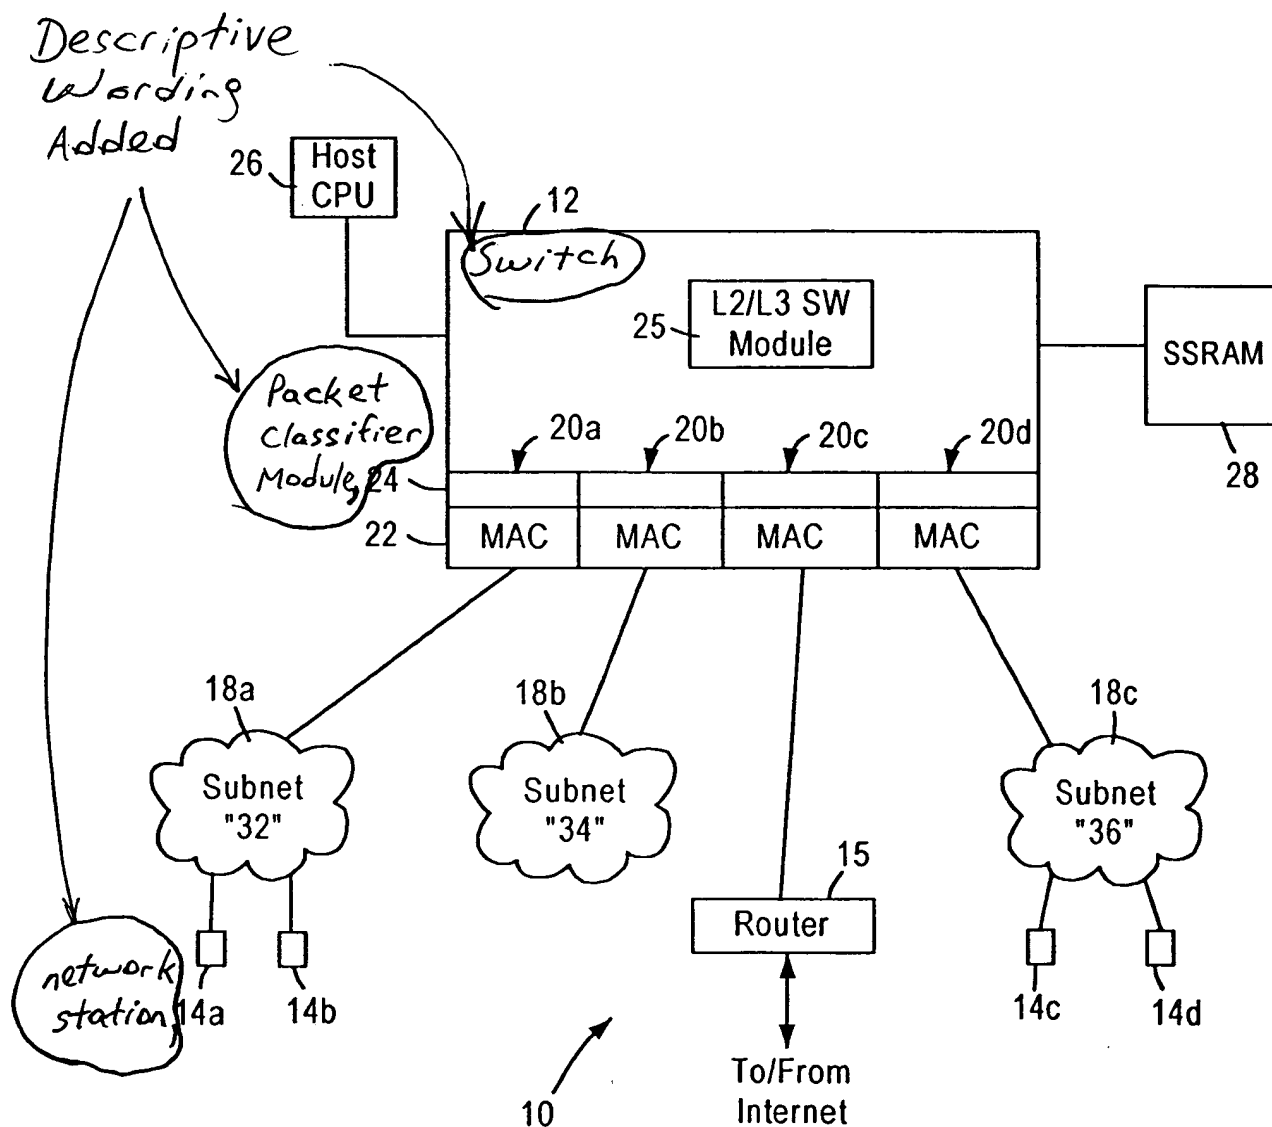 Descriptive
Wording
Added
26
Host
CPU
12
Switch
25
L2/L3 SW
Module
SSRAM
28
Packet
Classifier
Module, 24
20a
20b
20c
20d
22
MAC
MAC
MAC
MAC
18a
18b
18c
Subnet
"32"
Subnet
"34"
Subnet
"36"
15
Router
network
station, 14a
14b
14c
14d
10
To/From
Internet